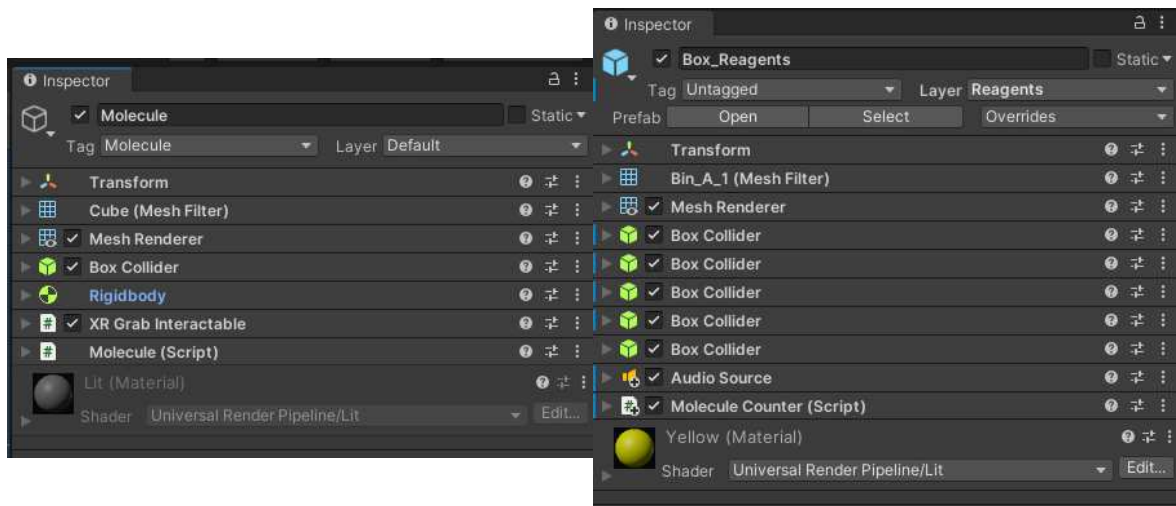 Inspector
Molecule
Static
Tag Molecule Layer Default
Transform
Cube (Mesh Filter)
Mesh Renderer
Box Collider
Rigidbody
# XR Grab Interactable
# Molecule (Script)
Lit (Material)
Shader Universal Render Pipeline/Lit Edit...
Inspector
Box_Reagents
Static
Tag Untagged Layer Reagents
Prefab Open Select Overrides
Transform
Bin_A_1 (Mesh Filter)
Mesh Renderer
Box Collider
Box Collider
Box Collider
Box Collider
Box Collider
Audio Source
# Molecule Counter (Script)
Yellow (Material)
Shader Universal Render Pipeline/Lit Edit...